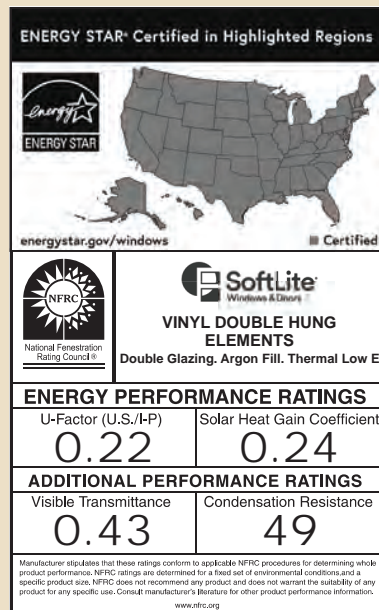 ENERGY STAR® Certified in Highlighted Regions
energy
ENERGY STAR
energystar.gov/windows
Certified
NFRC
National Fenestration
Rating Council ®
SoftLite
Windows & Doors
VINYL DOUBLE HUNG
ELEMENTS
Double Glazing. Argon Fill. Thermal Low E
ENERGY PERFORMANCE RATINGS
U-Factor (U.S./I-P)
Solar Heat Gain Coefficient
0.22
0.24
ADDITIONAL PERFORMANCE RATINGS
Visible Transmittance
Condensation Resistance
0.43
49
Manufacturer stipulates that these ratings conform to applicable NFRC procedures for determining whole
product performance. NFRC ratings are determined for a fixed set of environmental conditions,and a
specific product size. NFRC does not recommend any product and does not warrant the suitability of any
product for any specific use. Consult manufacturer's literature for other product performance information.
www.nfrc.org